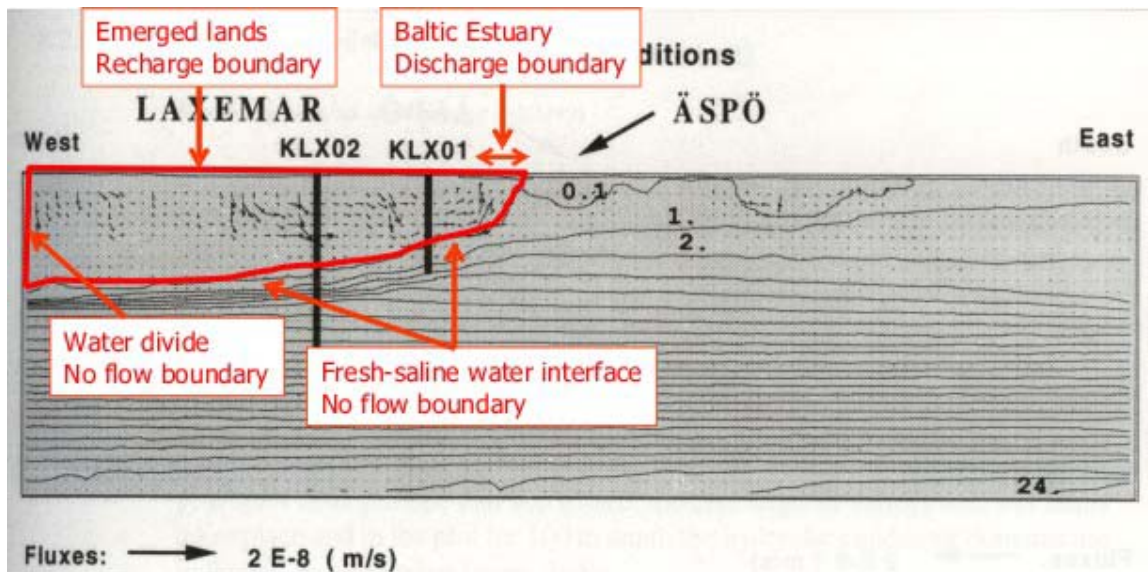 Emerged lands
Recharge boundary
Baltic Estuary
Discharge boundary
ditions
LAXEMAR
ÄSPÖ
West
KLX02
KLX01
East
0.1
1.
2.
Water divide
No flow boundary
Fresh-saline water interface
No flow boundary
24.
Fluxes:
2 E-8 ( m/s)